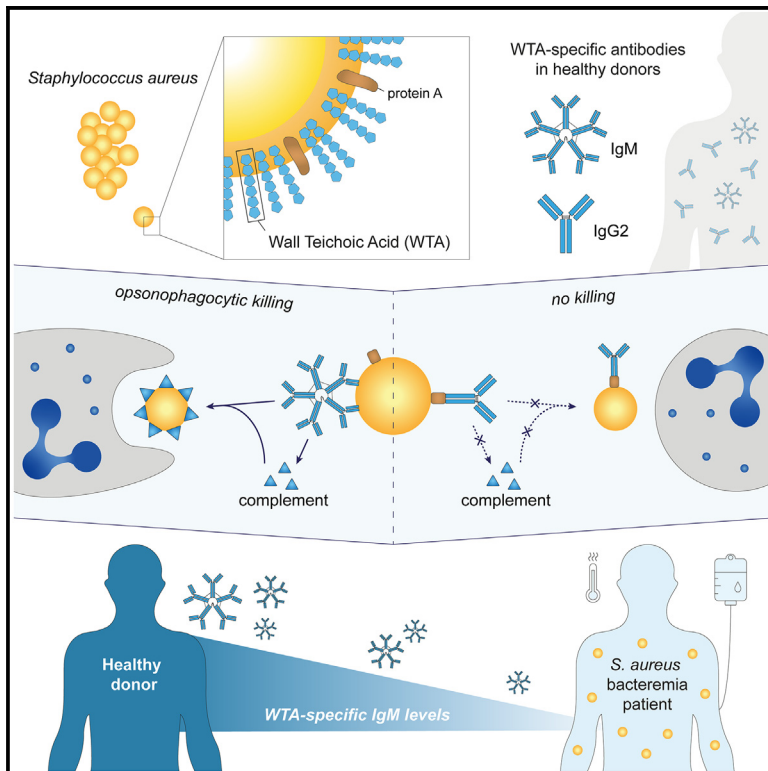 Staphylococcus aureus
protein A
Wall Teichoic Acid (WTA)
WTA-specific antibodies
in healthy donors
IgM
IgG2
opsonophagocytic killing
no killing
complement
complement
Healthy
donor
WTA-specific IgM levels
S. aureus
bacteremia
patient